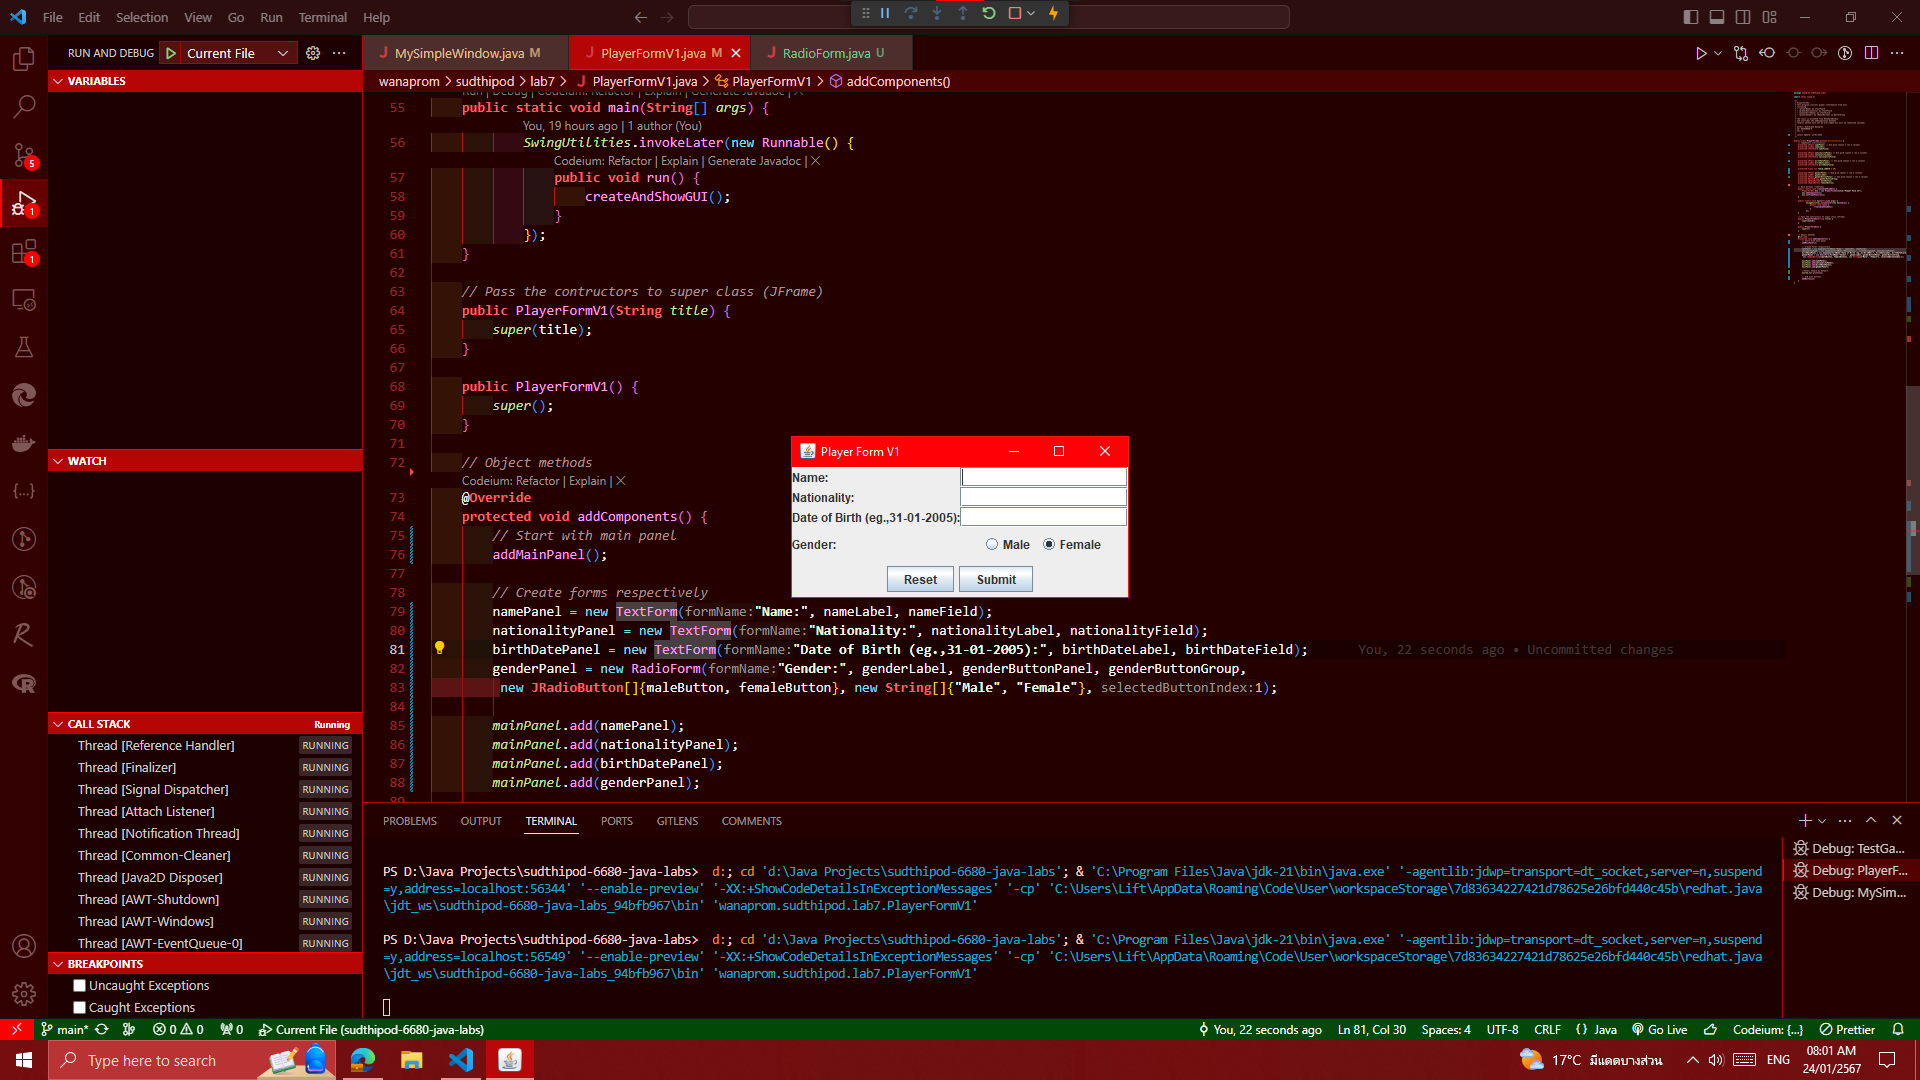 File Edit Selection View Go Run Terminal Help
RUN AND DEBUG Current File
MySimpleWindow.java M
PlayerFormV1.java M
RadioForm.java U
wanaprom > sudthipod > lab7 > PlayerFormV1.java > PlayerFormV1 > addComponents()
VARIABLES
WATCH
CALL STACK Running
Thread [Reference Handler] RUNNING
Thread [Finalizer] RUNNING
Thread [Signal Dispatcher] RUNNING
Thread [Attach Listener] RUNNING
Thread [Notification Thread] RUNNING
Thread [Common-Cleaner] RUNNING
Thread [Java2D Disposer] RUNNING
Thread [AWT-Shutdown] RUNNING
Thread [AWT-Windows] RUNNING
Thread [AWT-EventQueue-0] RUNNING
BREAKPOINTS
Uncaught Exceptions
Caught Exceptions
5
1
1
Run | Debug | Codeium: Refactor | Explain | Generate Javadoc | X
55 public static void main(String[] args) {
You, 19 hours ago | 1 author (You)
56 SwingUtilities.invokeLater(new Runnable() {
Codeium: Refactor | Explain | Generate Javadoc | X
57 public void run() {
58 createAndShowGUI();
59 }
60 });
61 }
62
63 // Pass the contructors to super class (JFrame)
64 public PlayerFormV1(String title) {
65 super(title);
66 }
67
68 public PlayerFormV1() {
69 super();
70 }
71
72 // Object methods
Codeium: Refactor | Explain | X
73 @Override
74 protected void addComponents() {
75 // Start with main panel
76 addMainPanel();
77
78 // Create forms respectively
79 namePanel = new TextForm(formName:"Name:", nameLabel, nameField);
80 nationalityPanel = new TextForm(formName:"Nationality:", nationalityLabel, nationalityField);
81 birthDatePanel = new TextForm(formName:"Date of Birth (eg.,31-01-2005):", birthDateLabel, birthDateField); You, 22 seconds ago • Uncommitted changes
82 genderPanel = new RadioForm(formName:"Gender:", genderLabel, genderButtonPanel, genderButtonGroup,
83 new JRadioButton[]{maleButton, femaleButton}, new String[]{"Male", "Female"}, selectedButtonIndex:1);
84
85 mainPanel.add(namePanel);
86 mainPanel.add(nationalityPanel);
87 mainPanel.add(birthDatePanel);
88 mainPanel.add(genderPanel);
89
Player Form V1
Name:
Nationality:
Date of Birth (eg.,31-01-2005):
Gender: Male Female
Reset Submit
PROBLEMS OUTPUT TERMINAL PORTS GITLENS COMMENTS
PS D:\Java Projects\sudthipod-6680-java-labs> d:; cd 'd:\Java Projects\sudthipod-6680-java-labs'; & 'C:\Program Files\Java\jdk-21\bin\java.exe' '-agentlib:jdwp=transport=dt_socket,server=n,suspend
=y,address=localhost:56344' '--enable-preview' '-XX:+ShowCodeDetailsInExceptionMessages' '-cp' 'C:\Users\Lift\AppData\Roaming\Code\User\workspaceStorage\7d83634227421d78625e26bfd440c45b\redhat.java
\jdt_ws\sudthipod-6680-java-labs_94bfb967\bin' 'wanaprom.sudthipod.lab7.PlayerFormV1'
PS D:\Java Projects\sudthipod-6680-java-labs> d:; cd 'd:\Java Projects\sudthipod-6680-java-labs'; & 'C:\Program Files\Java\jdk-21\bin\java.exe' '-agentlib:jdwp=transport=dt_socket,server=n,suspend
=y,address=localhost:56549' '--enable-preview' '-XX:+ShowCodeDetailsInExceptionMessages' '-cp' 'C:\Users\Lift\AppData\Roaming\Code\User\workspaceStorage\7d83634227421d78625e26bfd440c45b\redhat.java
\jdt_ws\sudthipod-6680-java-labs_94bfb967\bin' 'wanaprom.sudthipod.lab7.PlayerFormV1'
Debug: TestGa...
Debug: PlayerF...
Debug: MySim...
main* 0 0 0 Current File (sudthipod-6680-java-labs) You, 22 seconds ago Ln 81, Col 30 Spaces: 4 UTF-8 CRLF {} Java Go Live Codeium: {...} Prettier
Type here to search
17°C มีแดดบางส่วน ENG
08:01 AM
24/01/2567